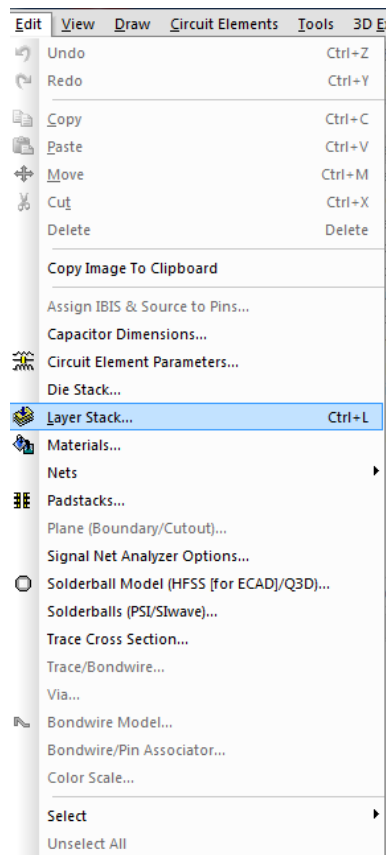 Edit View Draw Circuit Elements Tools 3D E
Undo Ctrl+Z
Redo Ctrl+Y
Copy Ctrl+C
Paste Ctrl+V
Move Ctrl+M
Cut Ctrl+X
Delete Delete
Copy Image To Clipboard
Assign IBIS & Source to Pins...
Capacitor Dimensions...
Circuit Element Parameters...
Die Stack...
Layer Stack... Ctrl+L
Materials...
Nets
Padstacks...
Plane (Boundary/Cutout)...
Signal Net Analyzer Options...
Solderball Model (HFSS [for ECAD]/Q3D)...
Solderballs (PSI/SIwave)...
Trace Cross Section...
Trace/Bondwire...
Via...
Bondwire Model...
Bondwire/Pin Associator...
Color Scale...
Select
Unselect All